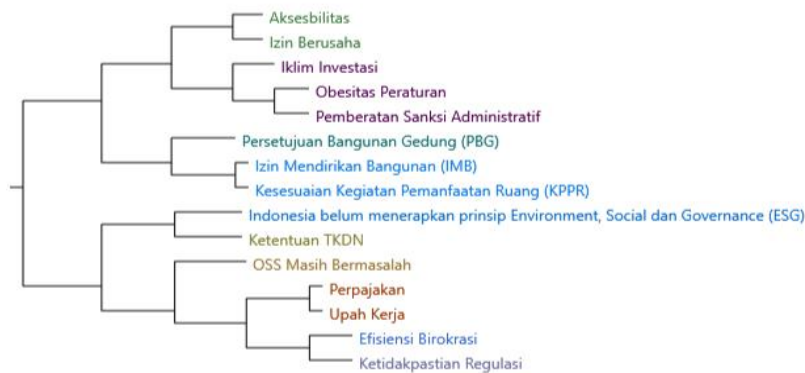 Aksesbilitas
Izin Berusaha
Iklim Investasi
Obesitas Peraturan
Pemberatan Sanksi Administratif
Persetujuan Bangunan Gedung (PBG)
Izin Mendirikan Bangunan (IMB)
Kesesuaian Kegiatan Pemanfaatan Ruang (KPPR)
Indonesia belum menerapkan prinsip Environment, Social dan Governance (ESG)
Ketentuan TKDN
OSS Masih Bermasalah
Perpajakan
Upah Kerja
Efisiensi Birokrasi
Ketidakpastian Regulasi